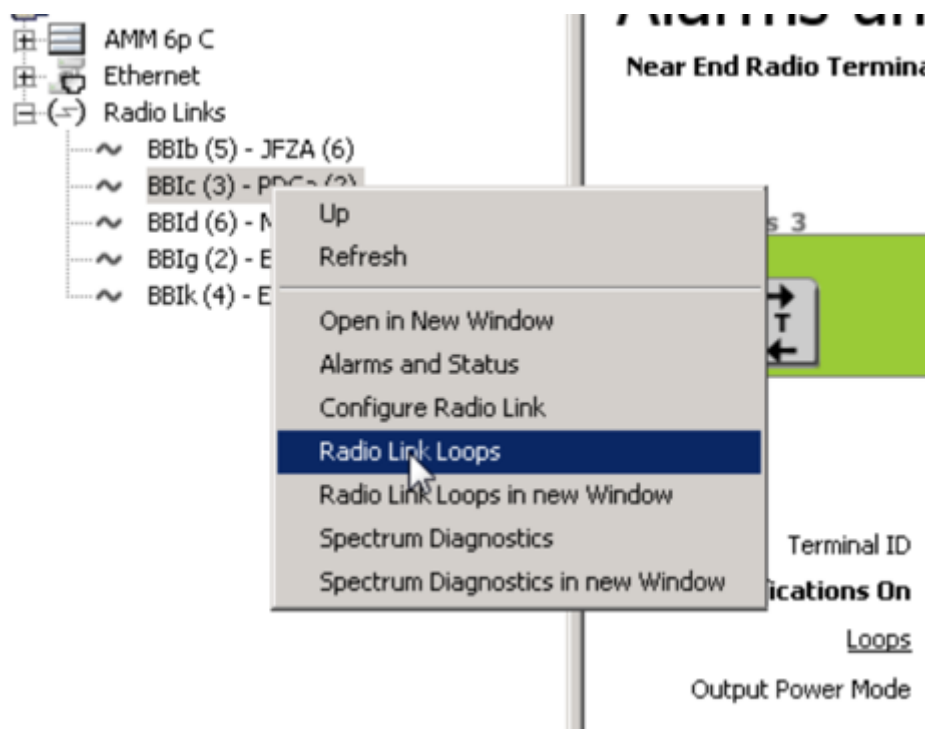 AMM 6p C
Ethernet
Radio Links
BBIb (5) - JFZA (6)
BBIc (3) -
BBId (6) -
BBIg (2) - E
BBIk (4) - E
Up
Refresh
Open in New Window
Alarms and Status
Configure Radio Link
Radio Link Loops
Radio Link Loops in new Window
Spectrum Diagnostics
Spectrum Diagnostics in new Window
Near End Radio Termina
s 3
T
Terminal ID
ications On
Loops
Output Power Mode